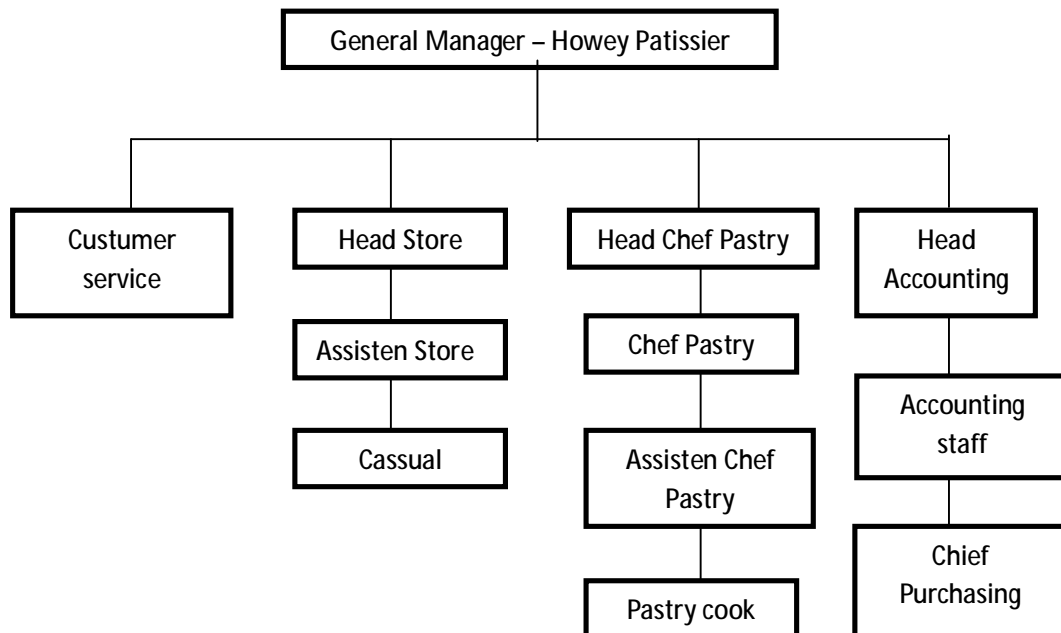 General Manager – Howey Patissier
Custumer
service
Head Store
Head Chef Pastry
Head
Accounting
Assisten Store
Chef Pastry
Accounting
staff
Cassual
Assisten Chef
Pastry
Chief
Purchasing
Pastry cook